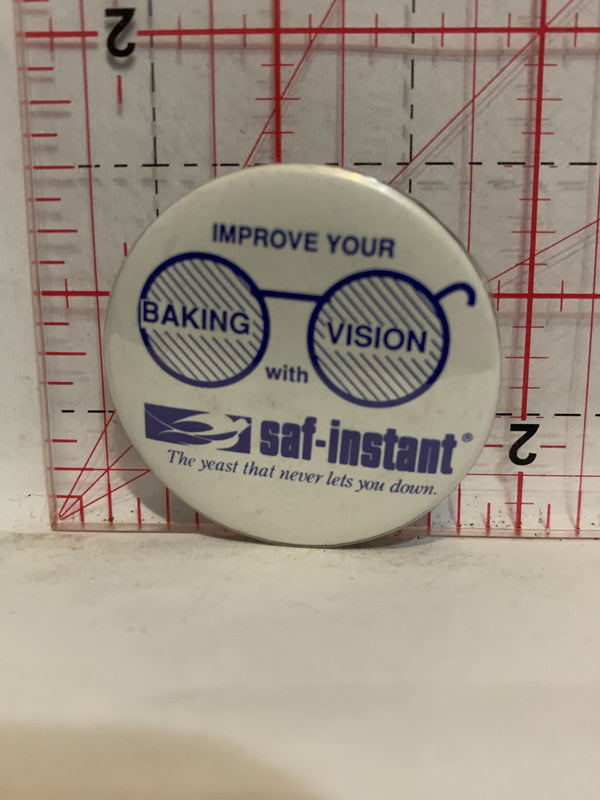 2
IMPROVE YOUR
BAKING VISION
with
saf-instant®
The yeast that never lets you down.
2